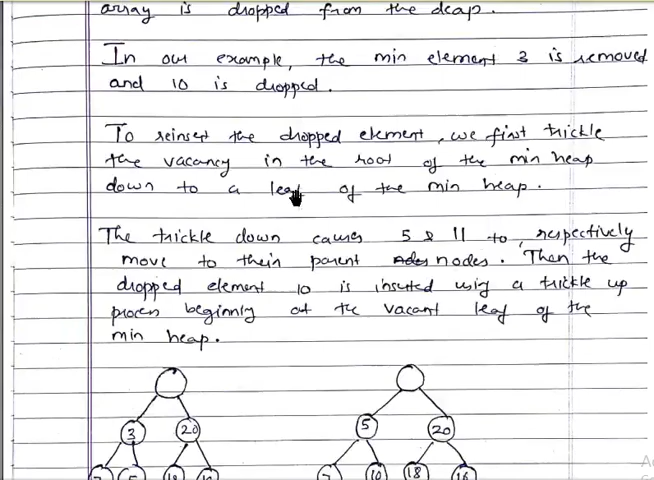 array is dropped from the deap.
In our example, the min element 3 is removed
and 10 is dropped.
To reinsert the dropped element, we first trickle
the vacancy in the root of the min heap
down to a leaf of the min heap.
The trickle down causes 5 & 11 to, respectively
move to their parent nodes. Then the
dropped element 10 is inserted using a trickle up
process beginning at the vacant leaf of the
min heap.
3 20 5 20
7 5 18 7 10 18 16